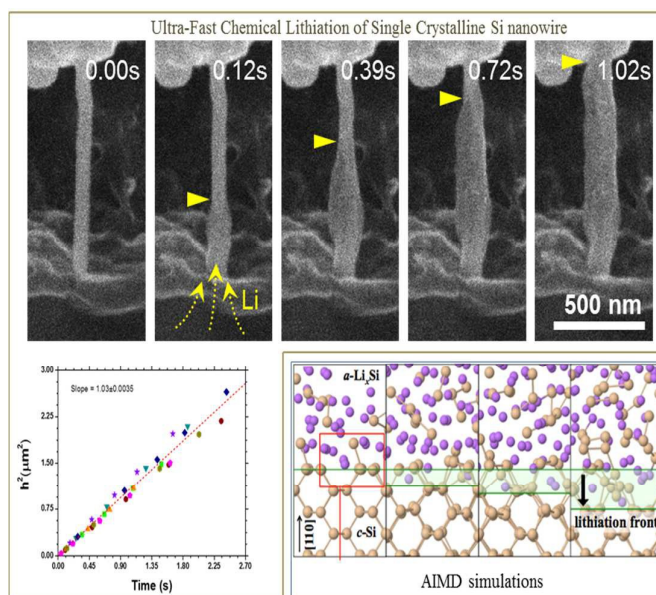 Ultra-Fast Chemical Lithiation of Single Crystalline Si nanowire
0.00s
0.12s
0.39s
0.72s
1.02s
Li
500 nm
Slope = 1.03±0.0035
3.00
2.25
1.50
0.75
0.00
h²(μm²)
0.00 0.45 0.90 1.35 1.80 2.25 2.70
Time (s)
a-LiₓSi
[110]
c-Si
lithiation front
AIMD simulations